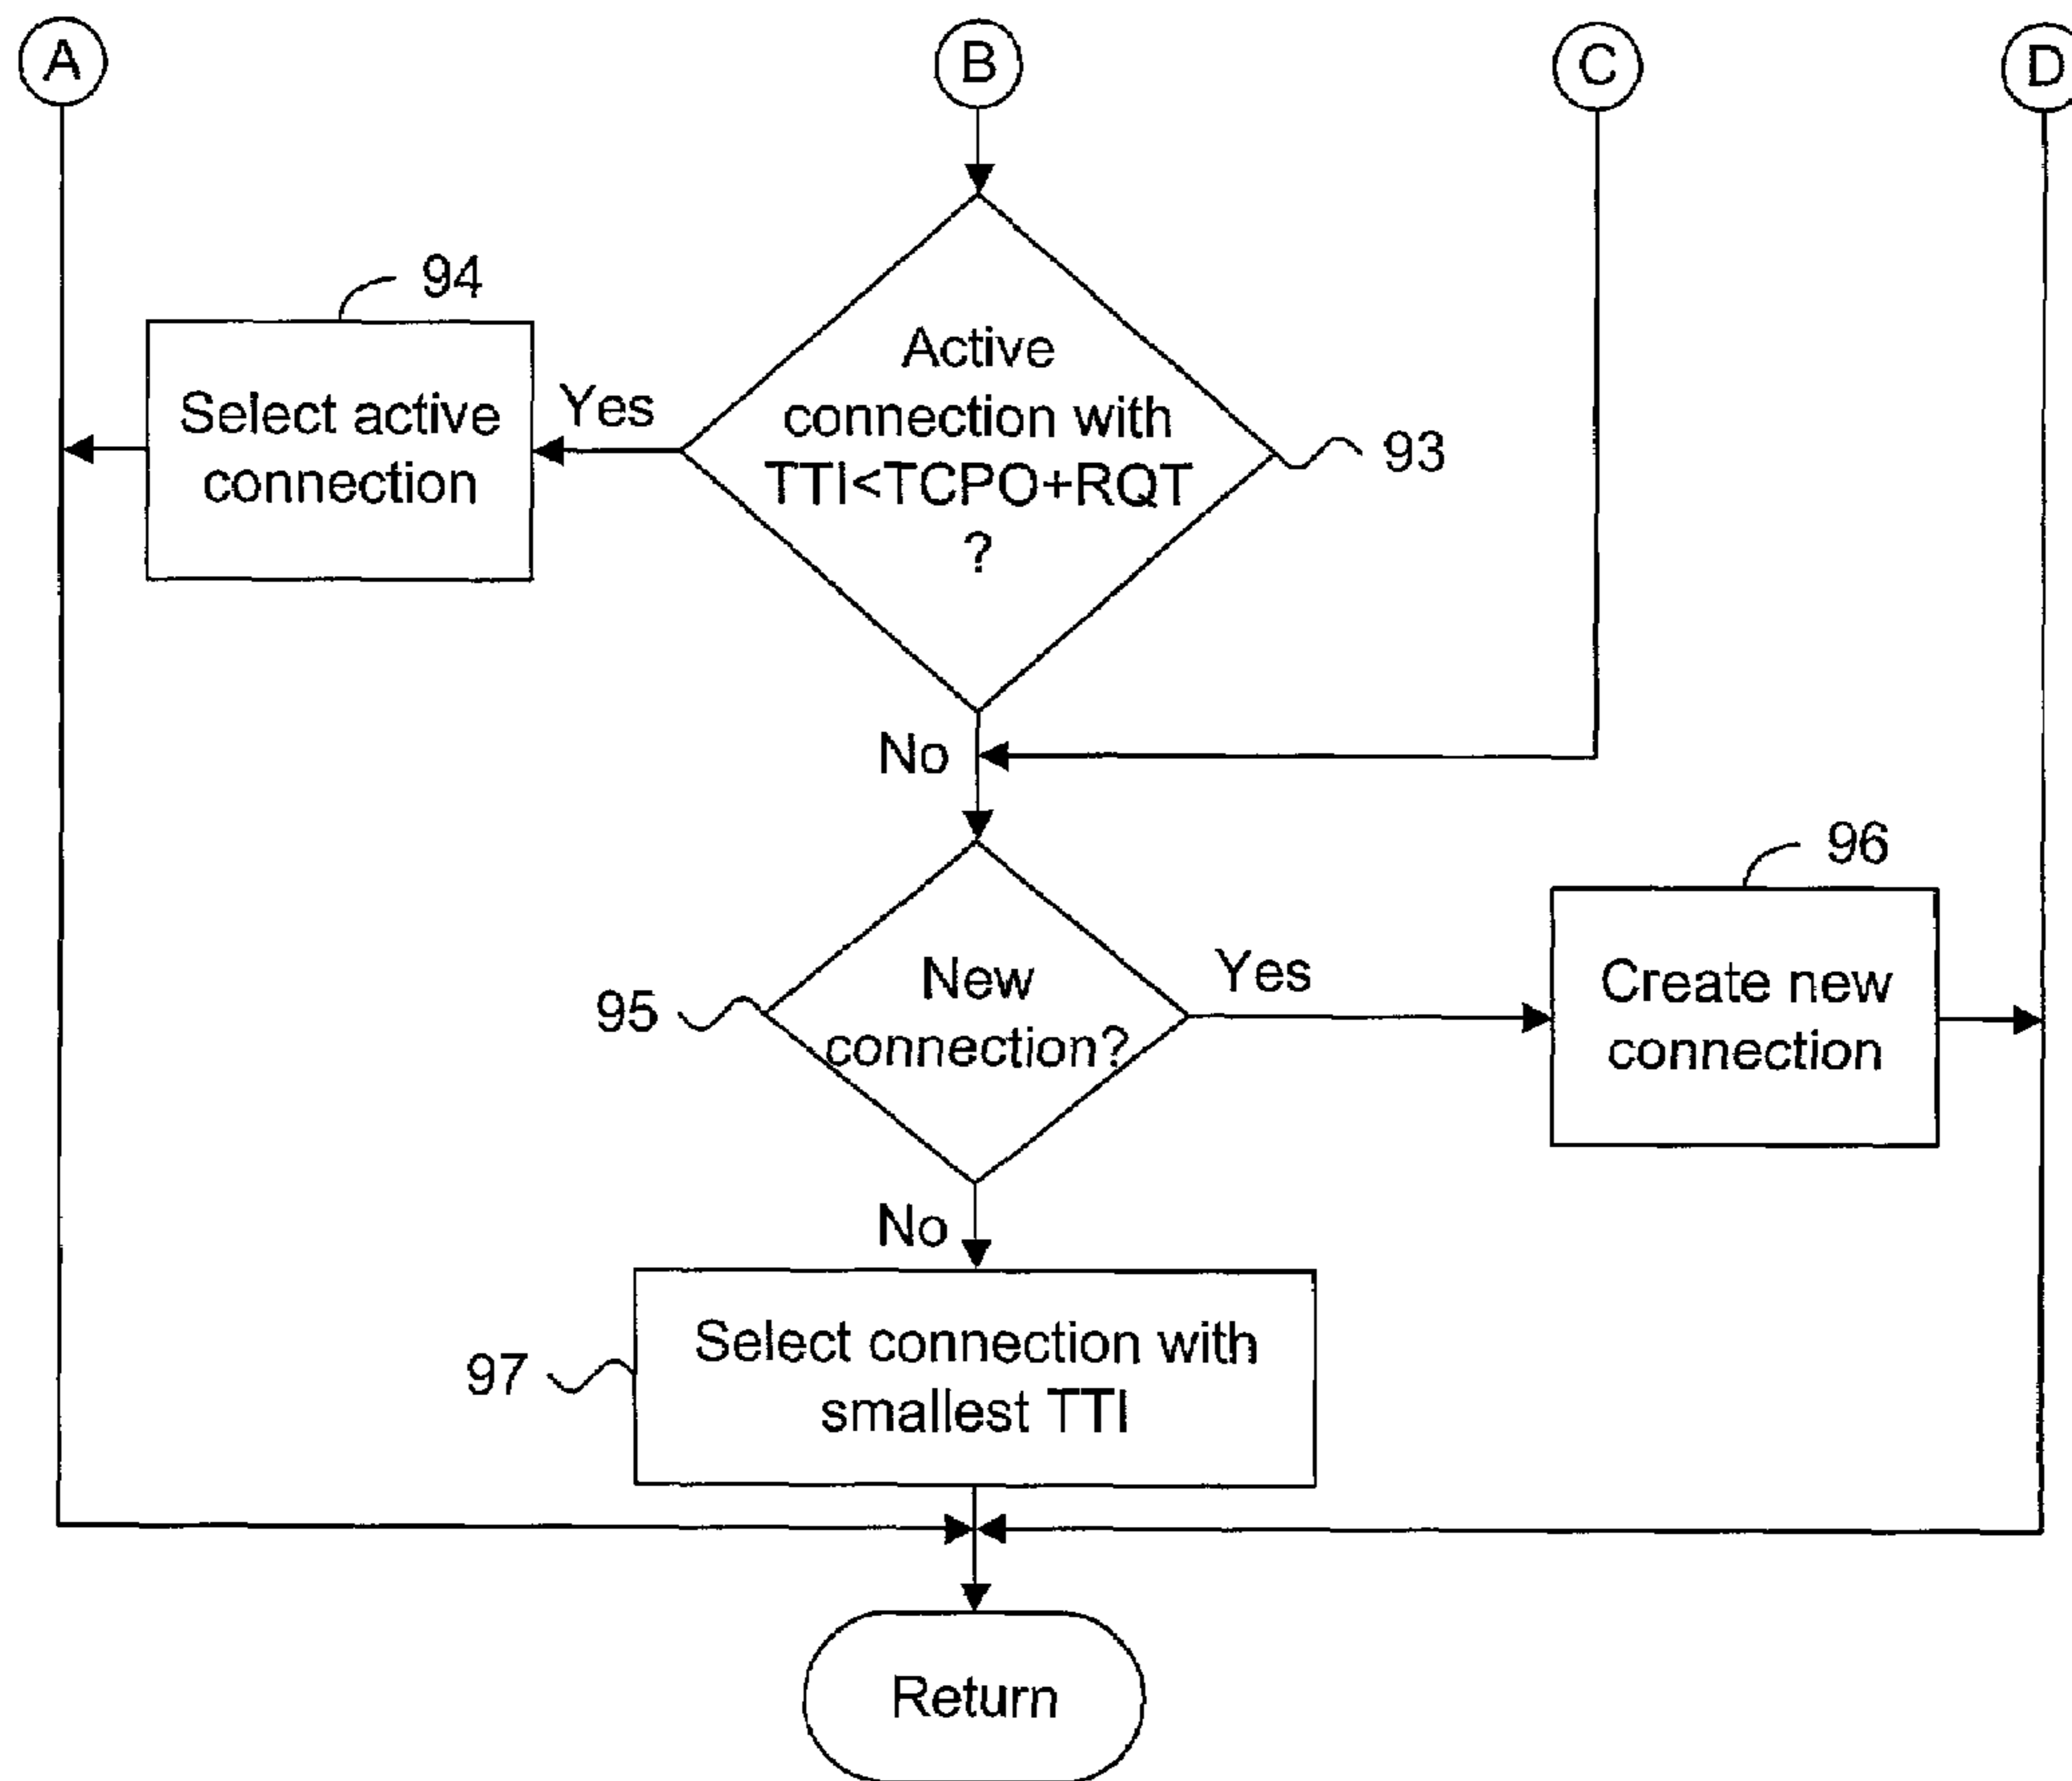 A
B
C
D
94
Active
connection with
TTI<TCPO+RQT
?
93
Yes
Select active
connection
No
96
95
New
connection?
Yes
Create new
connection
No
97
Select connection with
smallest TTI
Return